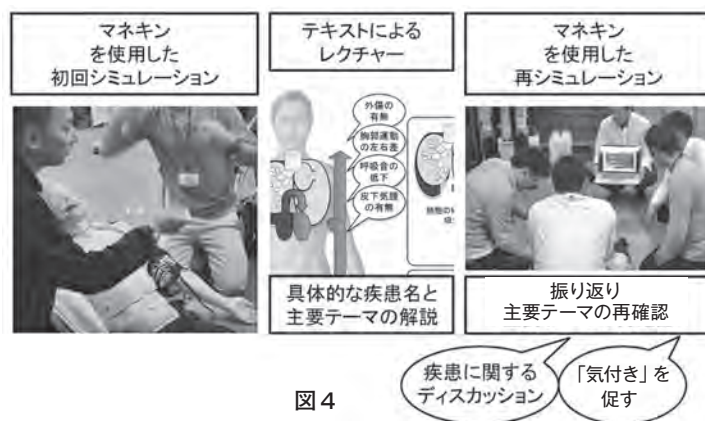 マネキン
を使用した
初回シミュレーション
テキストによる
レクチャー
マネキン
を使用した
再シミュレーション
外傷の
有無
胸郭運動
の左右差
呼吸音の
低下
皮下気腫
の有無
具体的な疾患名と
主要テーマの解説
振り返り
主要テーマの再確認
疾患に関する
ディスカッション
「気付き」を
促す
図4